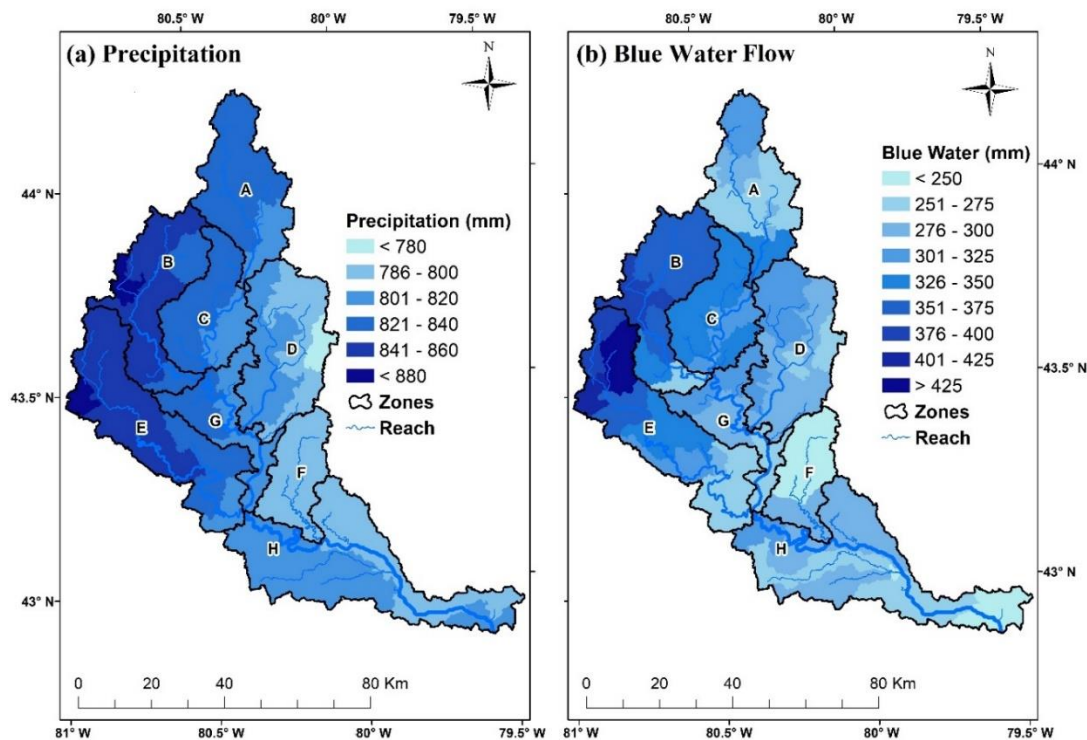 80.5° W 80° W 79.5° W
(a) Precipitation
N
44° N
43.5° N
43° N
A
B
C
D
E
F
G
H
Precipitation (mm)
< 780
786 - 800
801 - 820
821 - 840
841 - 860
< 880
Zones
Reach
0 20 40 80 Km
81° W 80.5° W 80° W 79.5° W
80.5° W 80° W 79.5° W
(b) Blue Water Flow
N
A
B
C
D
E
F
G
H
Blue Water (mm)
< 250
251 - 275
276 - 300
301 - 325
326 - 350
351 - 375
376 - 400
401 - 425
> 425
Zones
Reach
44° N
43.5° N
43° N
0 20 40 80 Km
81° W 80.5° W 80° W 79.5° W